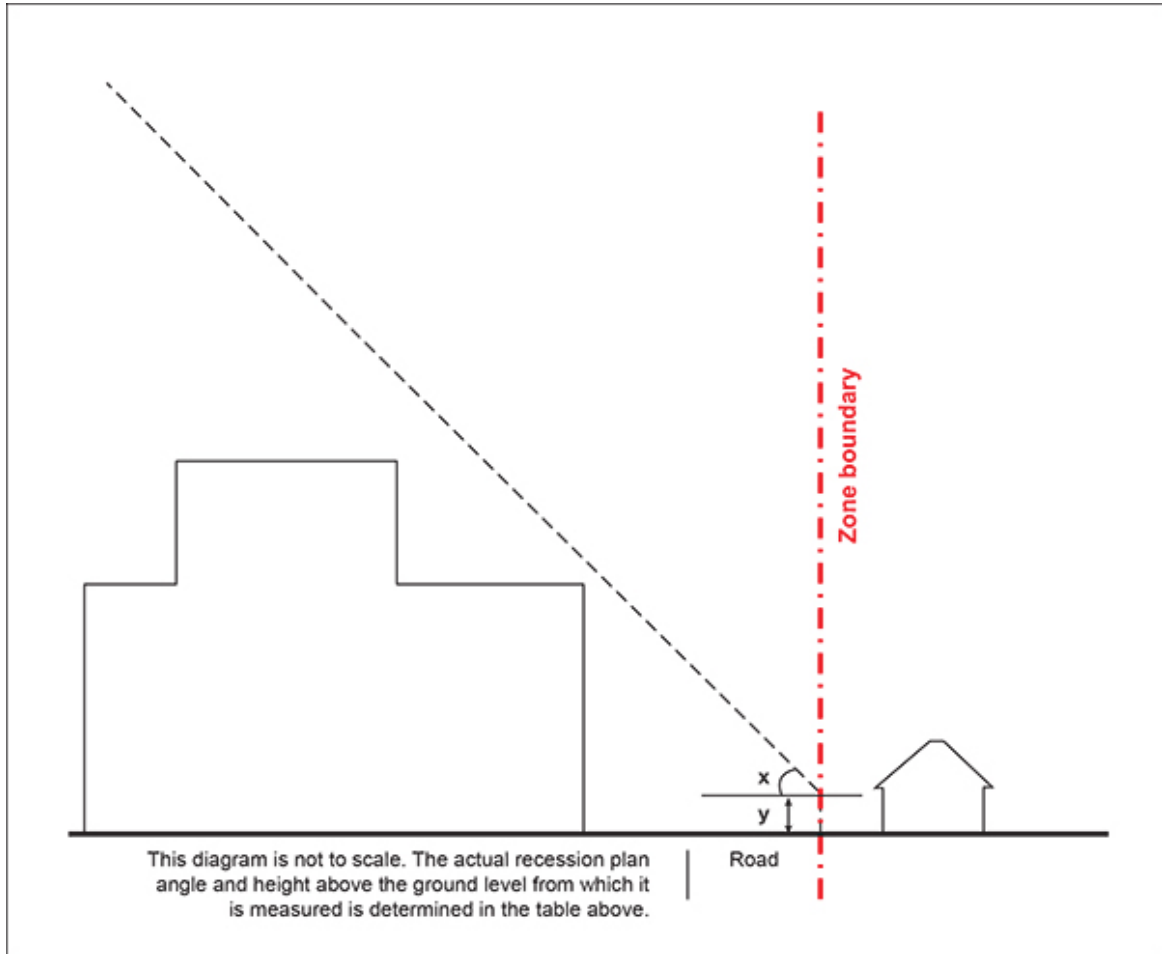 Zone boundary
x
y
This diagram is not to scale. The actual recession plan
angle and height above the ground level from which it
is measured is determined in the table above.
Road